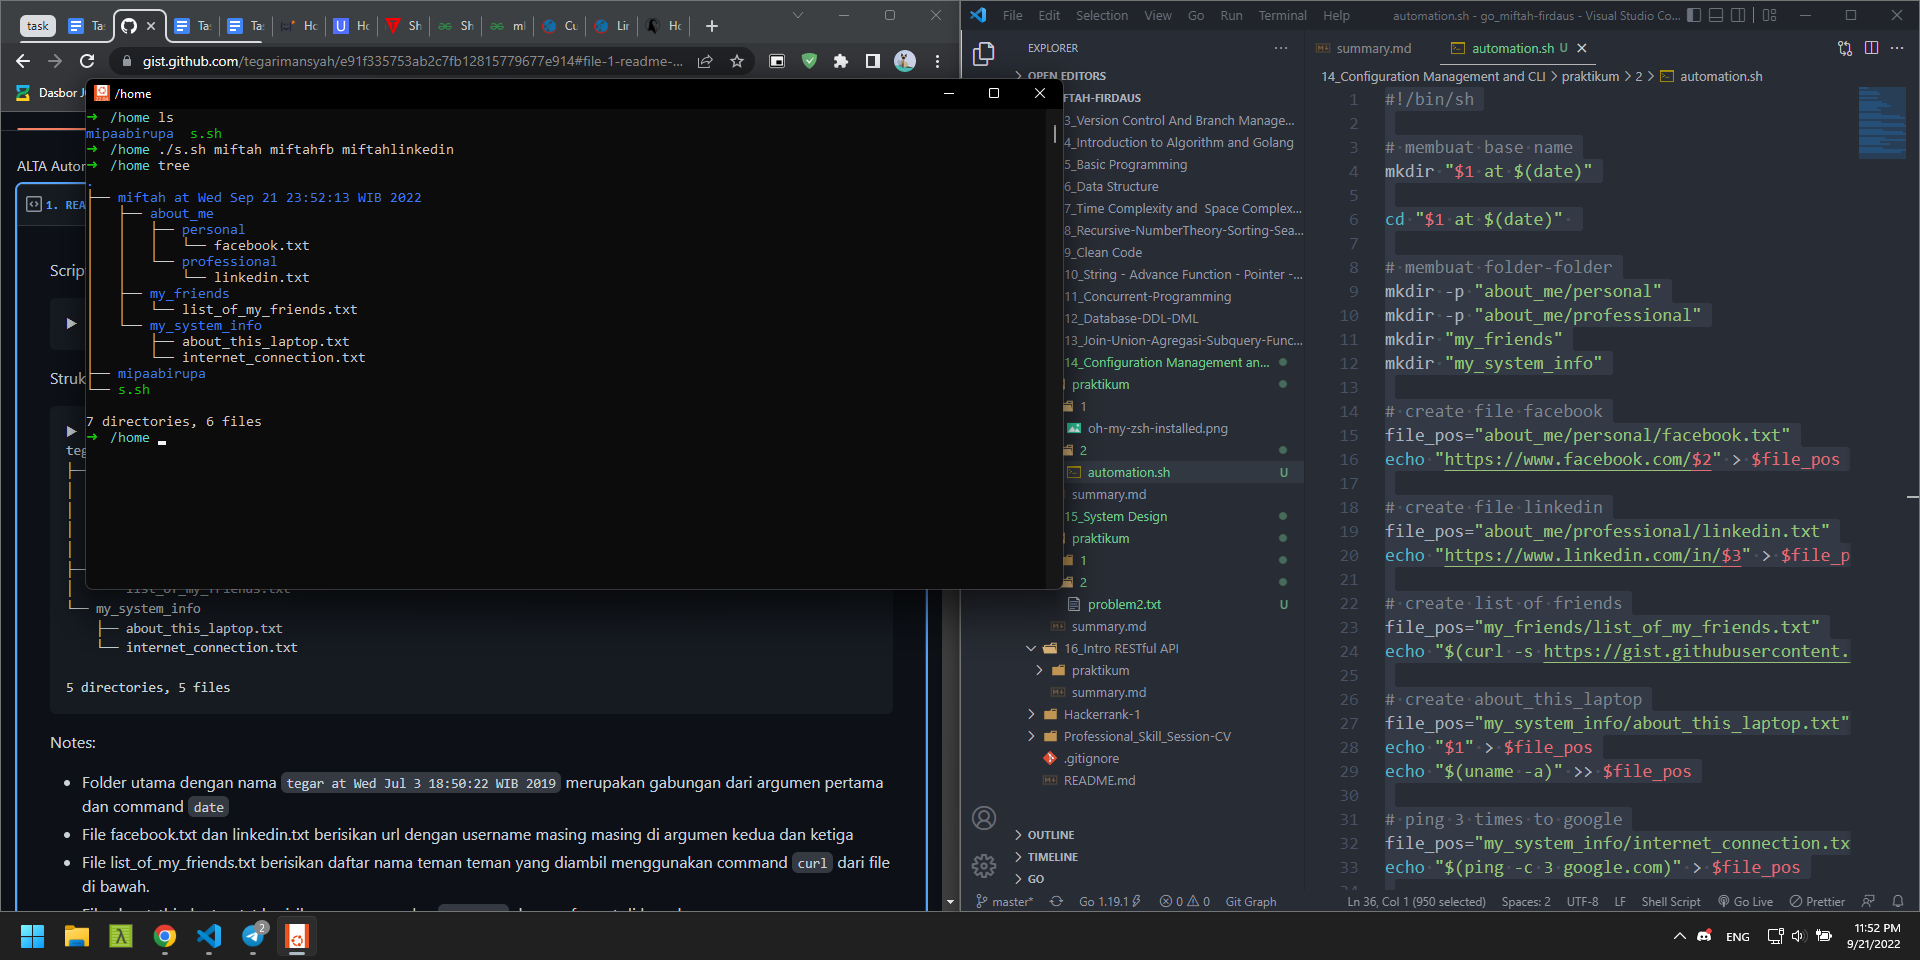 task
Ta
Ta
Ta
Ho
Ho
Sh
Sh
ml
Cu
Lir
Ho
gist.github.com/tegarimansyah/e91f335753ab2c7fb12815779677e914#file-1-readme-...
Dasbor J
ALTA Autor
1. REA
Scrip
Struk
teg
/home
➜ /home ls
mipaabirupa s.sh
➜ /home ./s.sh miftah miftahfb miftahlinkedin
➜ /home tree
.
├── miftah at Wed Sep 21 23:52:13 WIB 2022
│   ├── about_me
│   │   ├── personal
│   │   │   └── facebook.txt
│   │   └── professional
│   │       └── linkedin.txt
│   ├── my_friends
│   │   └── list_of_my_friends.txt
│   └── my_system_info
│       ├── about_this_laptop.txt
│       └── internet_connection.txt
├── mipaabirupa
└── s.sh
7 directories, 6 files
➜ /home
list_of_my_friends.txt
└── my_system_info
├── about_this_laptop.txt
└── internet_connection.txt
5 directories, 5 files
Notes:
• Folder utama dengan nama tegar at Wed Jul 3 18:50:22 WIB 2019 merupakan gabungan dari argumen pertama
dan command date
• File facebook.txt dan linkedin.txt berisikan url dengan username masing masing di argumen kedua dan ketiga
• File list_of_my_friends.txt berisikan daftar nama teman teman yang diambil menggunakan command curl dari file
di bawah.
File Edit Selection View Go Run Terminal Help
automation.sh - go_miftah-firdaus - Visual Studio Co...
EXPLORER
OPEN EDITORS
FTAH-FIRDAUS
3_Version Control And Branch Manage...
4_Introduction to Algorithm and Golang
5_Basic Programming
6_Data Structure
7_Time Complexity and Space Complex...
8_Recursive-NumberTheory-Sorting-Sea...
9_Clean Code
10_String - Advance Function - Pointer -...
11_Concurrent-Programming
12_Database-DDL-DML
13_Join-Union-Agregasi-Subquery-Func...
14_Configuration Management an...
praktikum
1
oh-my-zsh-installed.png
2
automation.sh U
summary.md
15_System Design
praktikum
1
2
problem2.txt U
summary.md
16_Intro RESTful API
praktikum
summary.md
Hackerrank-1
Professional_Skill_Session-CV
.gitignore
README.md
OUTLINE
TIMELINE
GO
summary.md
automation.sh U
14_Configuration Management and CLI > praktikum > 2 > automation.sh
1 #!/bin/sh
2
3 # membuat base name
4 mkdir "$1 at $(date)"
5
6 cd "$1 at $(date)"
7
8 # membuat folder-folder
9 mkdir -p "about_me/personal"
10 mkdir -p "about_me/professional"
11 mkdir "my_friends"
12 mkdir "my_system_info"
13
14 # create file facebook
15 file_pos="about_me/personal/facebook.txt"
16 echo "https://www.facebook.com/$2" > $file_pos
17
18 # create file linkedin
19 file_pos="about_me/professional/linkedin.txt"
20 echo "https://www.linkedin.com/in/$3" > $file_p
21
22 # create list of friends
23 file_pos="my_friends/list_of_my_friends.txt"
24 echo "$(curl -s https://gist.githubusercontent.
25
26 # create about_this_laptop
27 file_pos="my_system_info/about_this_laptop.txt"
28 echo "$1" > $file_pos
29 echo "$(uname -a)" >> $file_pos
30
31 # ping 3 times to google
32 file_pos="my_system_info/internet_connection.tx
33 echo "$(ping -c 3 google.com)" > $file_pos
master* Go 1.19.1 0 0 Git Graph
Ln 36, Col 1 (950 selected) Spaces: 2 UTF-8 LF Shell Script Go Live Prettier
2
ENG
11:52 PM
9/21/2022